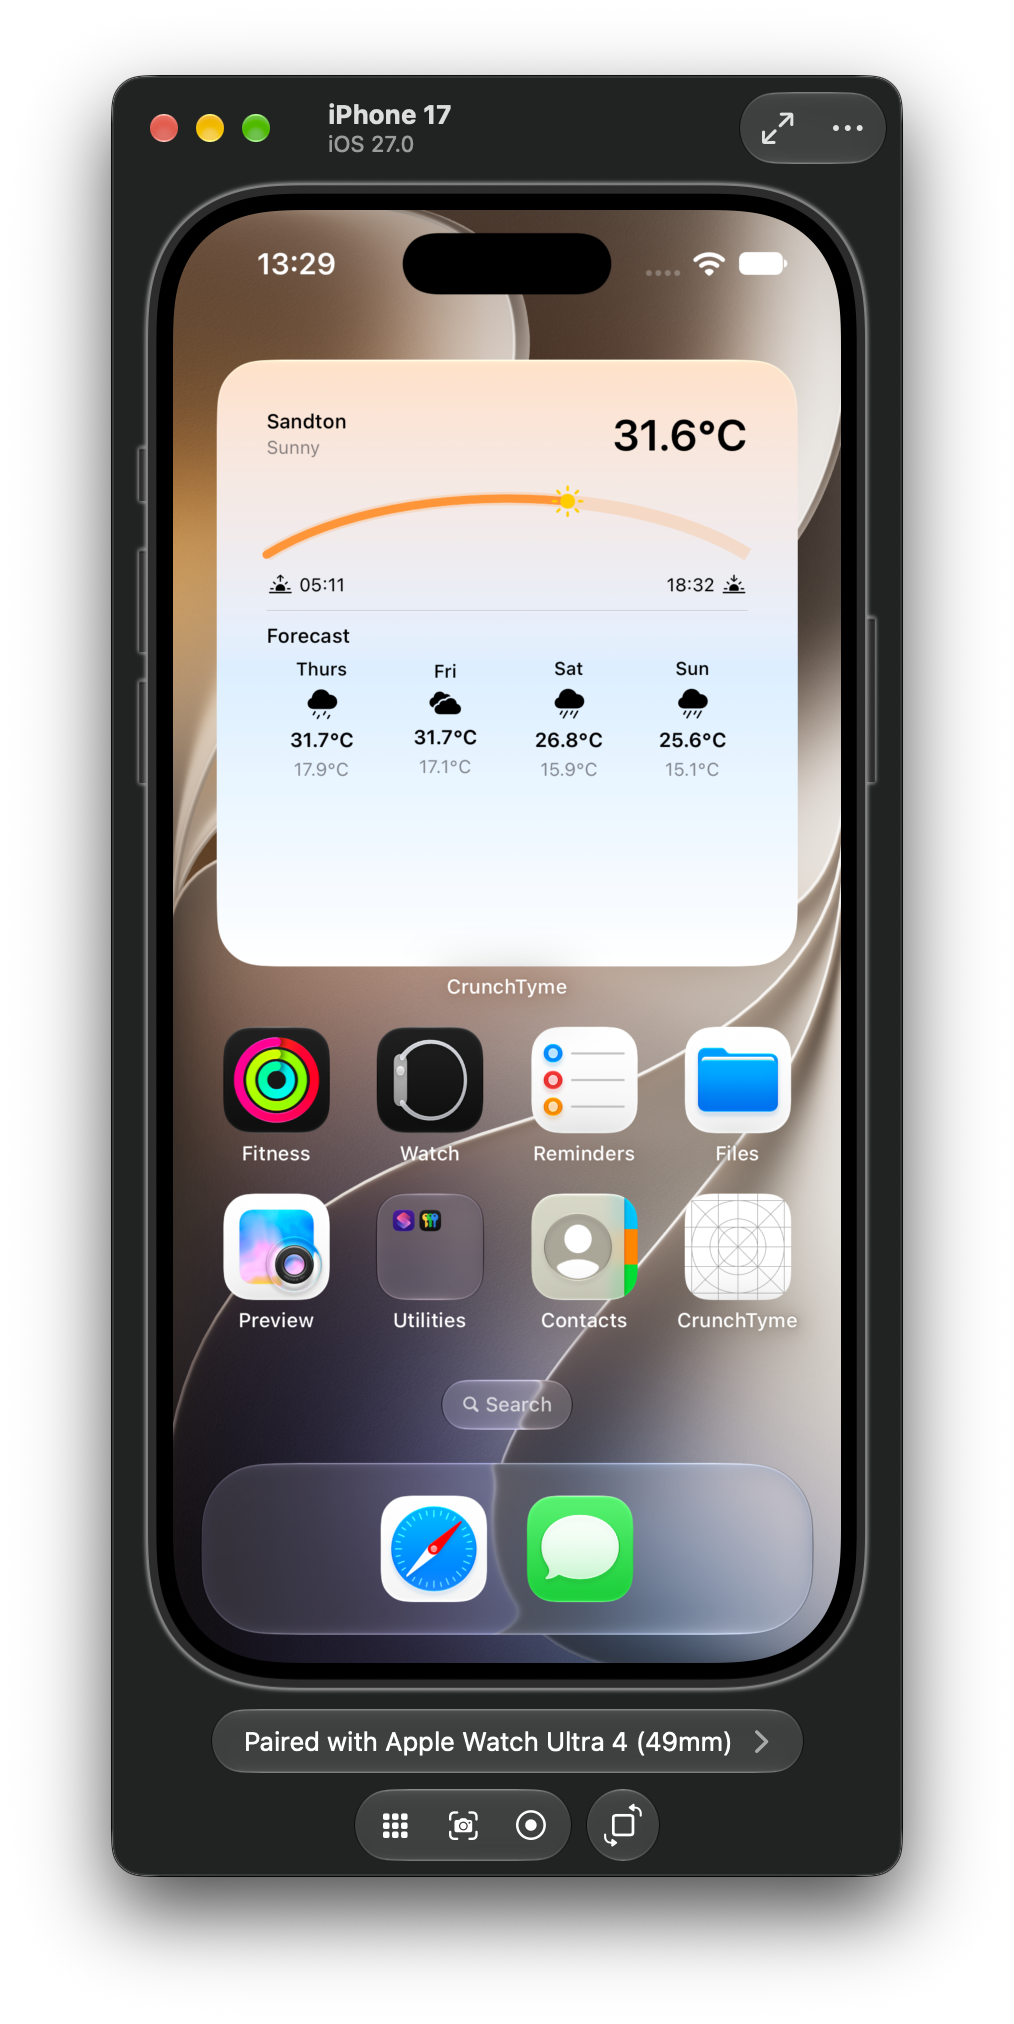 iPhone 17
iOS 27.0
13:29
Sandton
31.6°C
Sunny
05:11
18:32
Forecast
Thurs Fri Sat Sun
31.7°C 31.7°C 26.8°C 25.6°C
17.9°C 17.1°C 15.9°C 15.1°C
CrunchTyme
Fitness Watch Reminders Files
Preview Utilities Contacts CrunchTyme
Search
Paired with Apple Watch Ultra 4 (49mm)